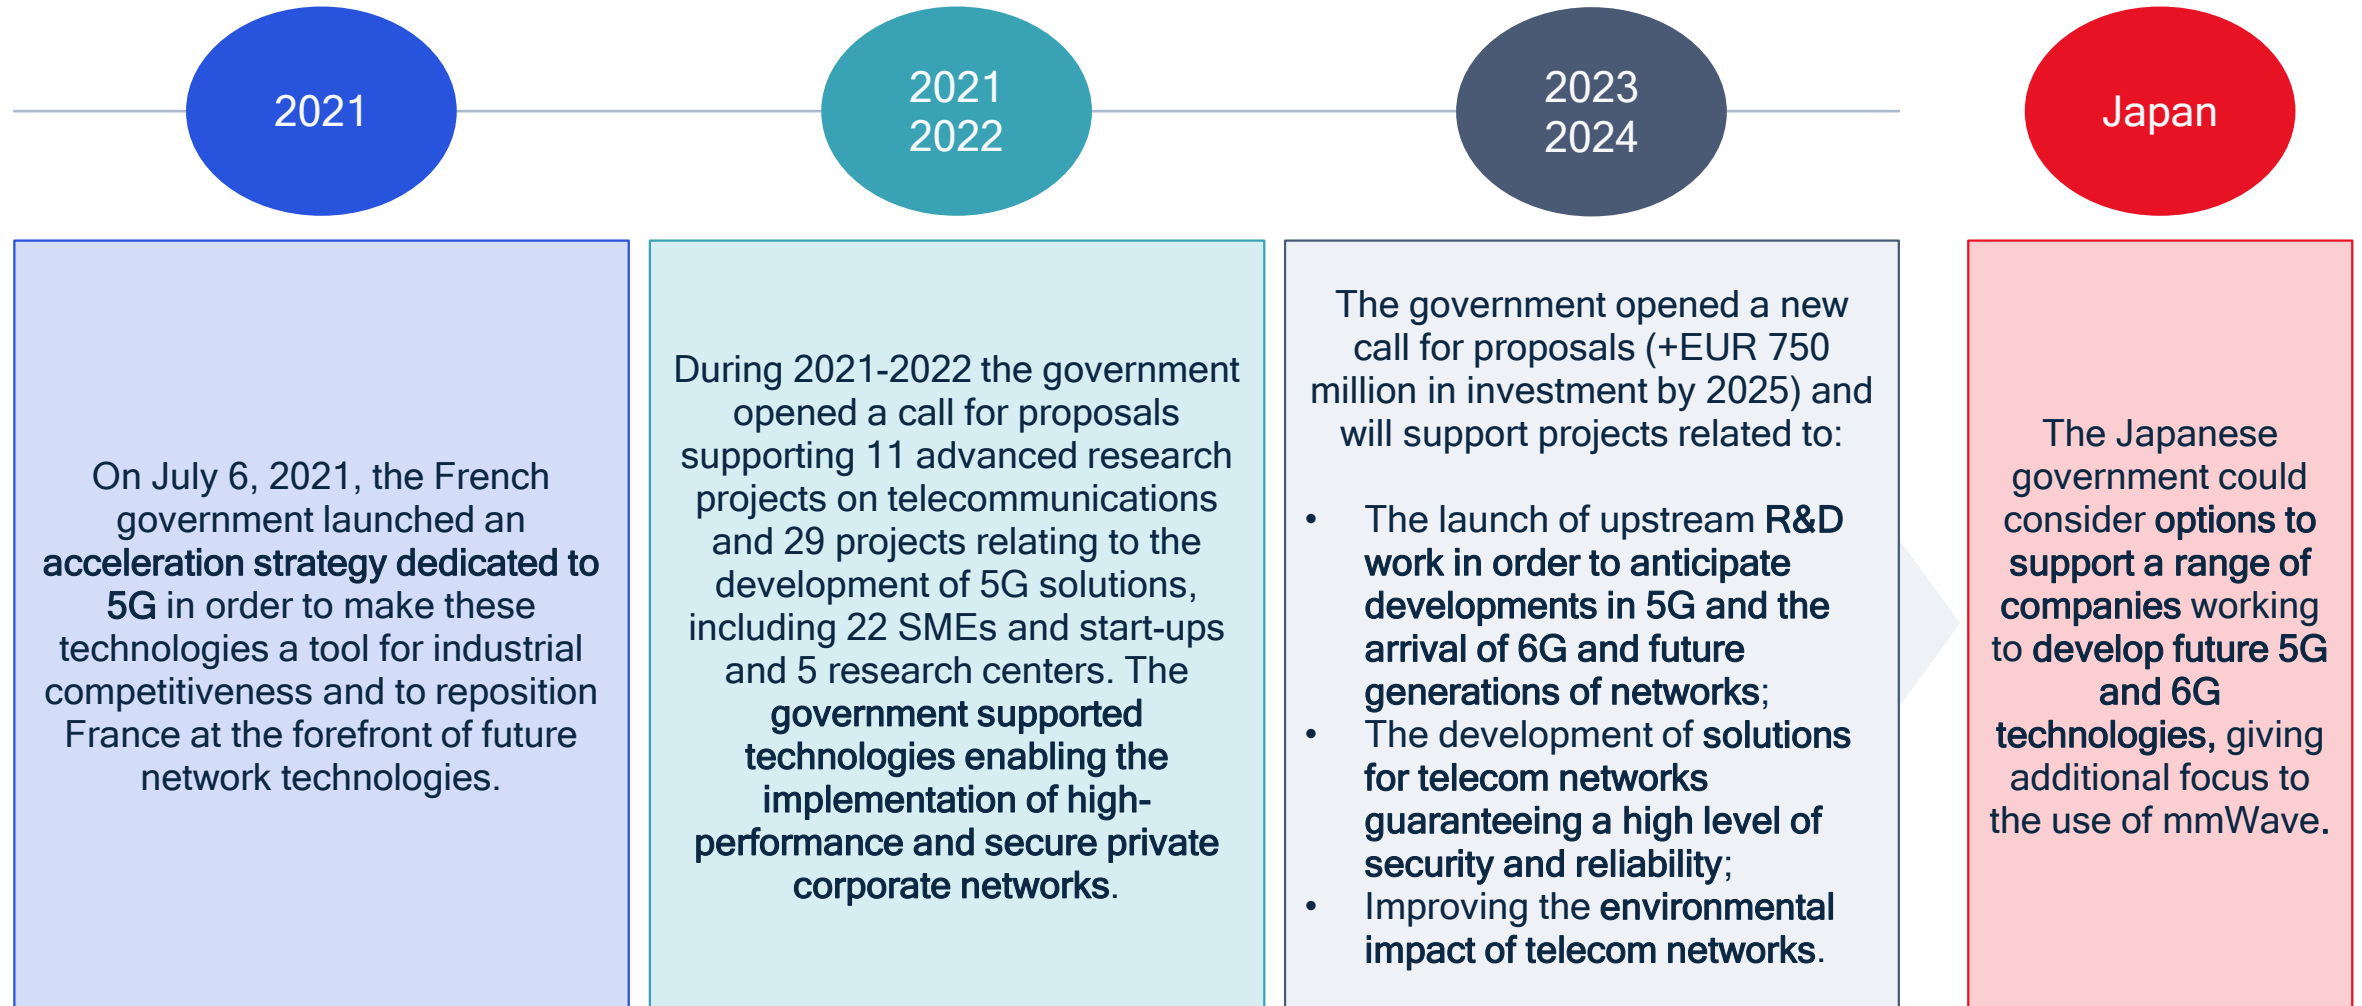 2021
2021
2022
2023
2024
Japan
On July 6, 2021, the French
government launched an
acceleration strategy dedicated to
5G in order to make these
technologies a tool for industrial
competitiveness and to reposition
France at the forefront of future
network technologies.
During 2021-2022 the government
opened a call for proposals
supporting 11 advanced research
projects on telecommunications
and 29 projects relating to the
development of 5G solutions,
including 22 SMEs and start-ups
and 5 research centers. The
government supported
technologies enabling the
implementation of high-
performance and secure private
corporate networks.
The government opened a new
call for proposals (+EUR 750
million in investment by 2025) and
will support projects related to:
• The launch of upstream R&D
work in order to anticipate
developments in 5G and the
arrival of 6G and future
generations of networks;
• The development of solutions
for telecom networks
guaranteeing a high level of
security and reliability;
• Improving the environmental
impact of telecom networks.
The Japanese
government could
consider options to
support a range of
companies working
to develop future 5G
and 6G
technologies, giving
additional focus to
the use of mmWave.